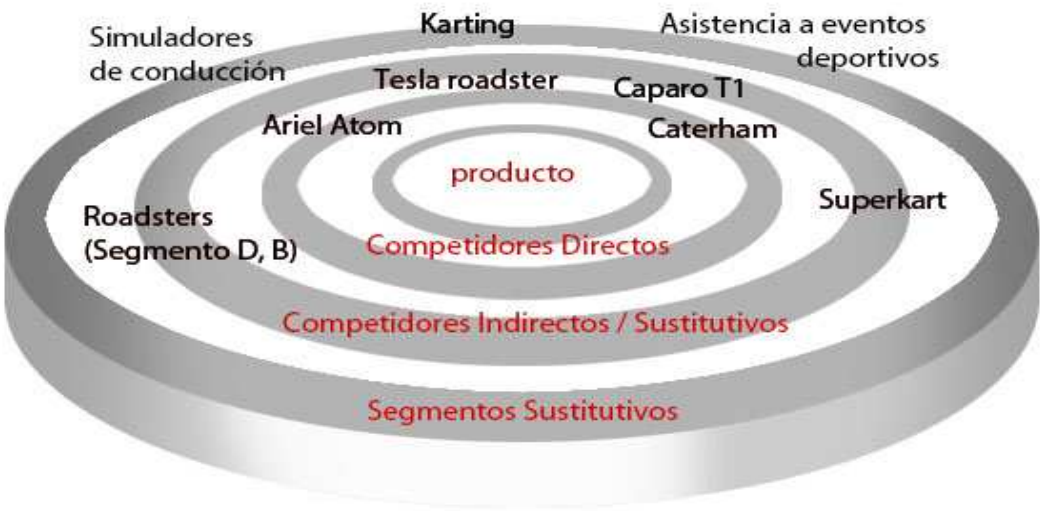 Simuladores
de conducción
Karting
Asistencia a eventos
deportivos
Tesla roadster
Caparo T1
Ariel Atom
Caterham
producto
Roadsters
(Segmento D, B)
Superkart
Competidores Directos
Competidores Indirectos / Sustitutivos
Segmentos Sustitutivos